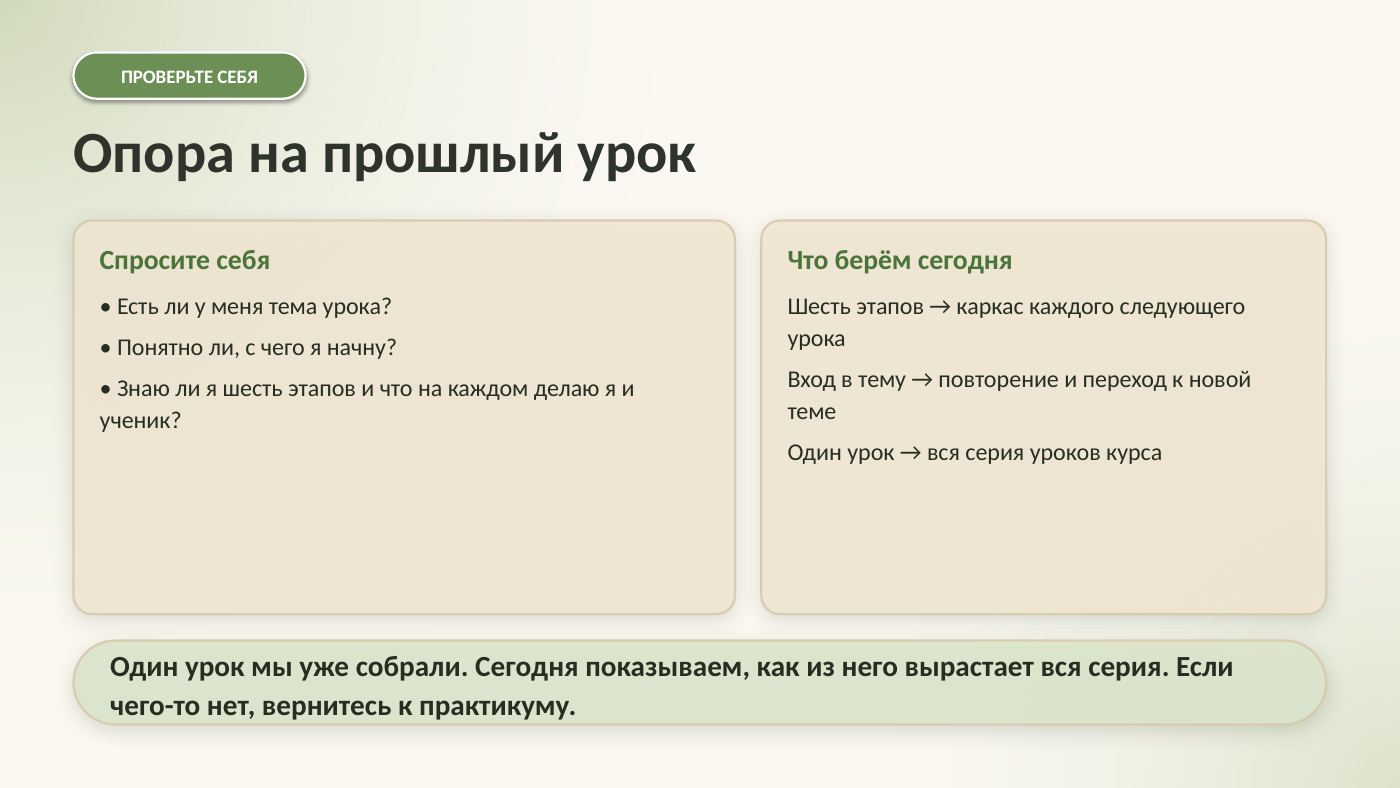 ПРОВЕРЬТЕ СЕБЯ
Опора на прошлый урок
Спросите себя
• Есть ли у меня тема урока?
• Понятно ли, с чего я начну?
• Знаю ли я шесть этапов и что на каждом делаю я и
ученик?
Что берём сегодня
Шесть этапов → каркас каждого следующего
урока
Вход в тему → повторение и переход к новой
теме
Один урок → вся серия уроков курса
Один урок мы уже собрали. Сегодня показываем, как из него вырастает вся серия. Если
чего-то нет, вернитесь к практикуму.